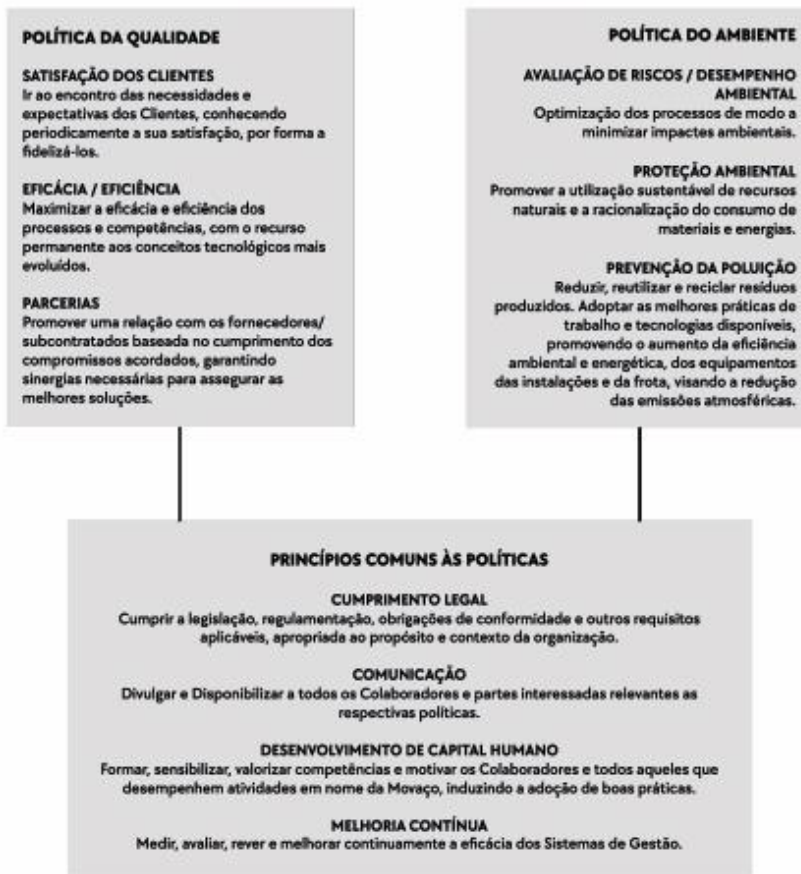 POLÍTICA DA QUALIDADE
SATISFAÇÃO DOS CLIENTES
Ir ao encontro das necessidades e
expectativas dos Clientes, conhecendo
periodicamente a sua satisfação, por forma a
fidelizá-los.
EFICÁCIA / EFICIÊNCIA
Maximizar a eficácia e eficiência dos
processos e competências, com o recurso
permanente aos conceitos tecnológicos mais
evoluídos.
PARCERIAS
Promover uma relação com os fornecedores/
subcontratados baseada no cumprimento dos
compromissos acordados, garantindo
sinergias necessárias para assegurar as
melhores soluções.
POLÍTICA DO AMBIENTE
AVALIAÇÃO DE RISCOS / DESEMPENHO
AMBIENTAL
Optimização dos processos de modo a
minimizar impactes ambientais.
PROTEÇÃO AMBIENTAL
Promover a utilização sustentável de recursos
naturais e a racionalização do consumo de
materiais e energias.
PREVENÇÃO DA POLUIÇÃO
Reduzir, reutilizar e reciclar resíduos
produzidos. Adoptar as melhores práticas de
trabalho e tecnologias disponíveis,
promovendo o aumento da eficiência
ambiental e energética, dos equipamentos
das instalações e da frota, visando a redução
das emissões atmosféricas.
PRINCÍPIOS COMUNS ÀS POLÍTICAS
CUMPRIMENTO LEGAL
Cumprir a legislação, regulamentação, obrigações de conformidade e outros requisitos
aplicáveis, apropriada ao propósito e contexto da organização.
COMUNICAÇÃO
Divulgar e Disponibilizar a todos os Colaboradores e partes interessadas relevantes as
respectivas políticas.
DESENVOLVIMENTO DE CAPITAL HUMANO
Formar, sensibilizar, valorizar competências e motivar os Colaboradores e todos aqueles que
desempenhem atividades em nome da Movaço, induzindo a adoção de boas práticas.
MELHORIA CONTÍNUA
Medir, avaliar, rever e melhorar continuamente a eficácia dos Sistemas de Gestão.